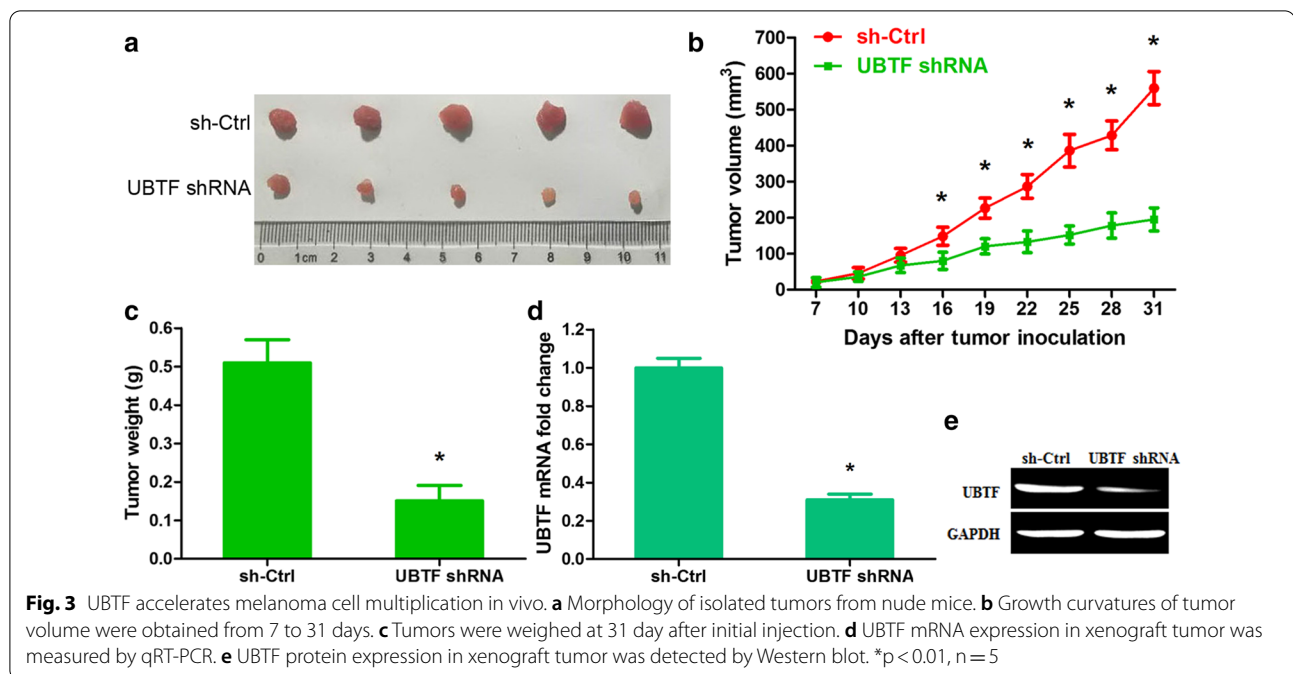 a
sh-Ctrl
UBTF shRNA
0 1cm 2 3 4 5 6 7 8 9 10 11
b
sh-Ctrl
UBTF shRNA
Tumor volume (mm³)
700
600
500
400
300
200
100
0
* * * * * *
7 10 13 16 19 22 25 28 31
Days after tumor inoculation
c
Tumor weight (g)
0.6
0.5
0.4
0.3
0.2
0.1
0.0
*
sh-Ctrl UBTF shRNA
d
UBTF mRNA fold change
1.2
1.0
0.8
0.6
0.4
0.2
0.0
*
sh-Ctrl UBTF shRNA
e
sh-Ctrl UBTF shRNA
UBTF
GAPDH
Fig. 3 UBTF accelerates melanoma cell multiplication in vivo. a Morphology of isolated tumors from nude mice. b Growth curvatures of tumor
volume were obtained from 7 to 31 days. c Tumors were weighed at 31 day after initial injection. d UBTF mRNA expression in xenograft tumor was
measured by qRT-PCR. e UBTF protein expression in xenograft tumor was detected by Western blot. *p < 0.01, n = 5